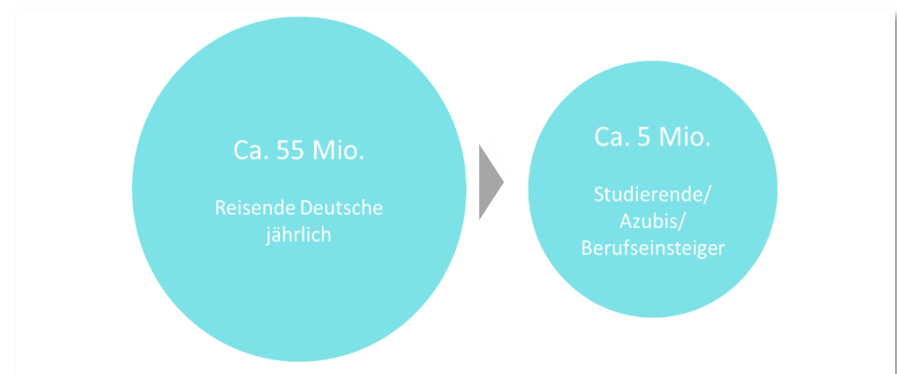 Ca. 55 Mio.
Reisende Deutsche
jährlich
Ca. 5 Mio.
Studierende/
Azubis/
Berufseinsteiger